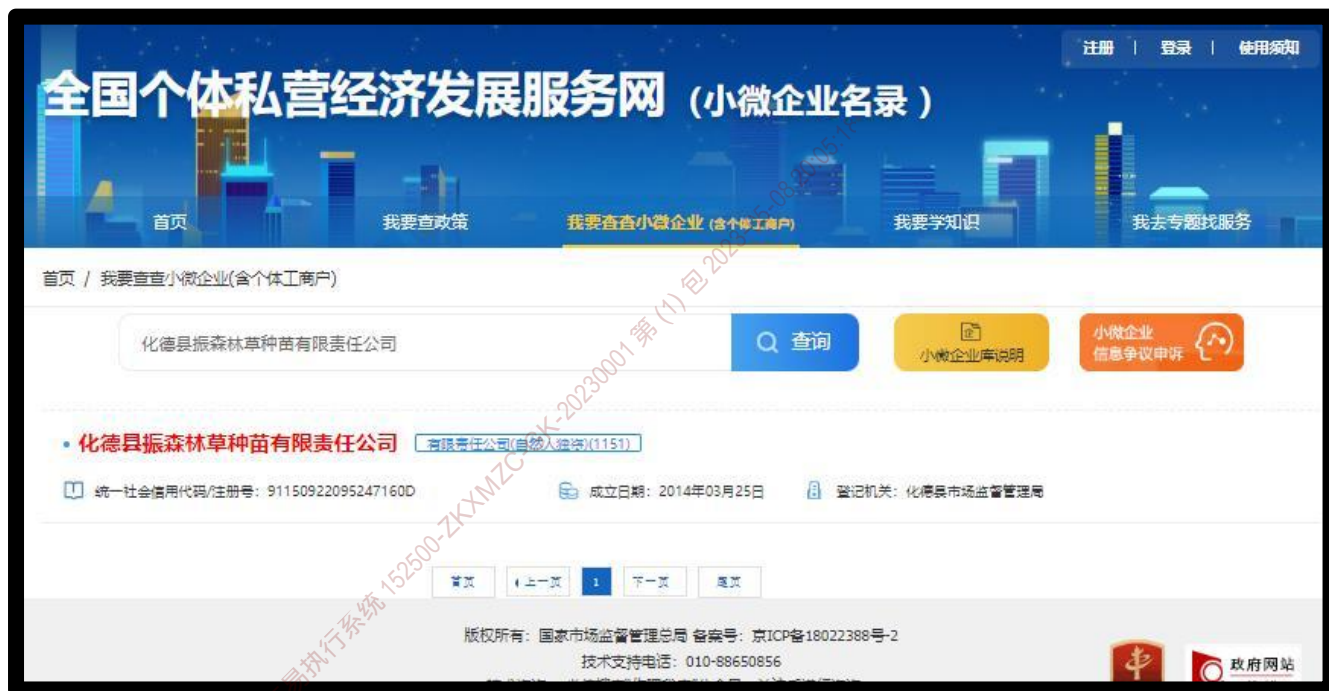 注册 | 登录 | 使用须知
全国个体私营经济发展服务网（小微企业名录）
首页 我要查政策 我要查查小微企业(含个体工商户) 我要学知识 我去专题找服务
首页 / 我要查查小微企业(含个体工商户)
化德县振森林草种苗有限责任公司 查询 小微企业库说明 小微企业
信息争议申诉
• 化德县振森林草种苗有限责任公司 有限责任公司(自然人独资)(1151)
统一社会信用代码/注册号：91150922095247160D 成立日期：2014年03月25日 登记机关：化德县市场监督管理局
首页 上一页 1 下一页 尾页
版权所有：国家市场监督管理总局 备案号：京ICP备18022388号-2
技术支持电话：010-88650856
政府网站
易执行系统 152500-ZKXMZC-GK-20230001 第 (1) 包